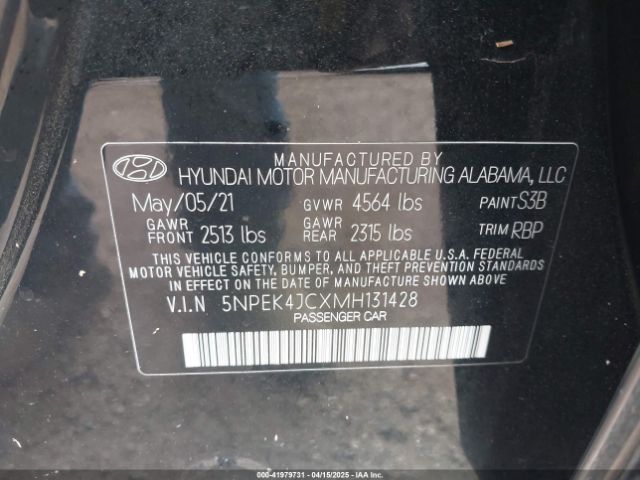 MANUFACTURED BY
HYUNDAI MOTOR MANUFACTURING ALABAMA, LLC
May/05/21 GVWR 4564 lbs PAINT S3B
GAWR FRONT 2513 lbs GAWR REAR 2315 lbs TRIM RBP
THIS VEHICLE CONFORMS TO ALL APPLICABLE U.S.A. FEDERAL
MOTOR VEHICLE SAFETY, BUMPER, AND THEFT PREVENTION STANDARDS
IN EFFECT ON THE DATE OF MANUFACTURE SHOWN ABOVE
V.I.N 5NPEK4JCXMH131428
PASSENGER CAR
000-41979731 - 04/15/2025 - IAAI.COM